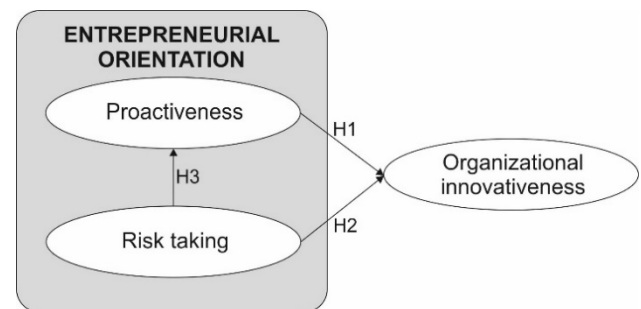 ENTREPRENEURIAL
ORIENTATION
Proactiveness
H1
Organizational
innovativeness
H3
Risk taking
H2